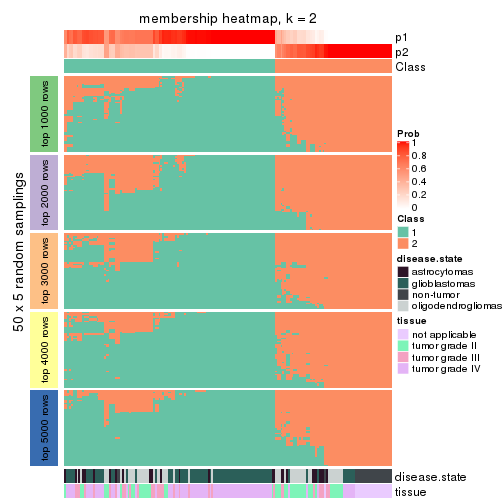 membership heatmap, k = 2
p1
p2
Class
50 x 5 random samplings
top 1000 rows
top 2000 rows
top 3000 rows
top 4000 rows
top 5000 rows
disease.state
tissue
Prob
1
0.8
0.6
0.4
0.2
0
Class
1
2
disease.state
astrocytomas
glioblastomas
non-tumor
oligodendrogliomas
tissue
not applicable
tumor grade II
tumor grade III
tumor grade IV